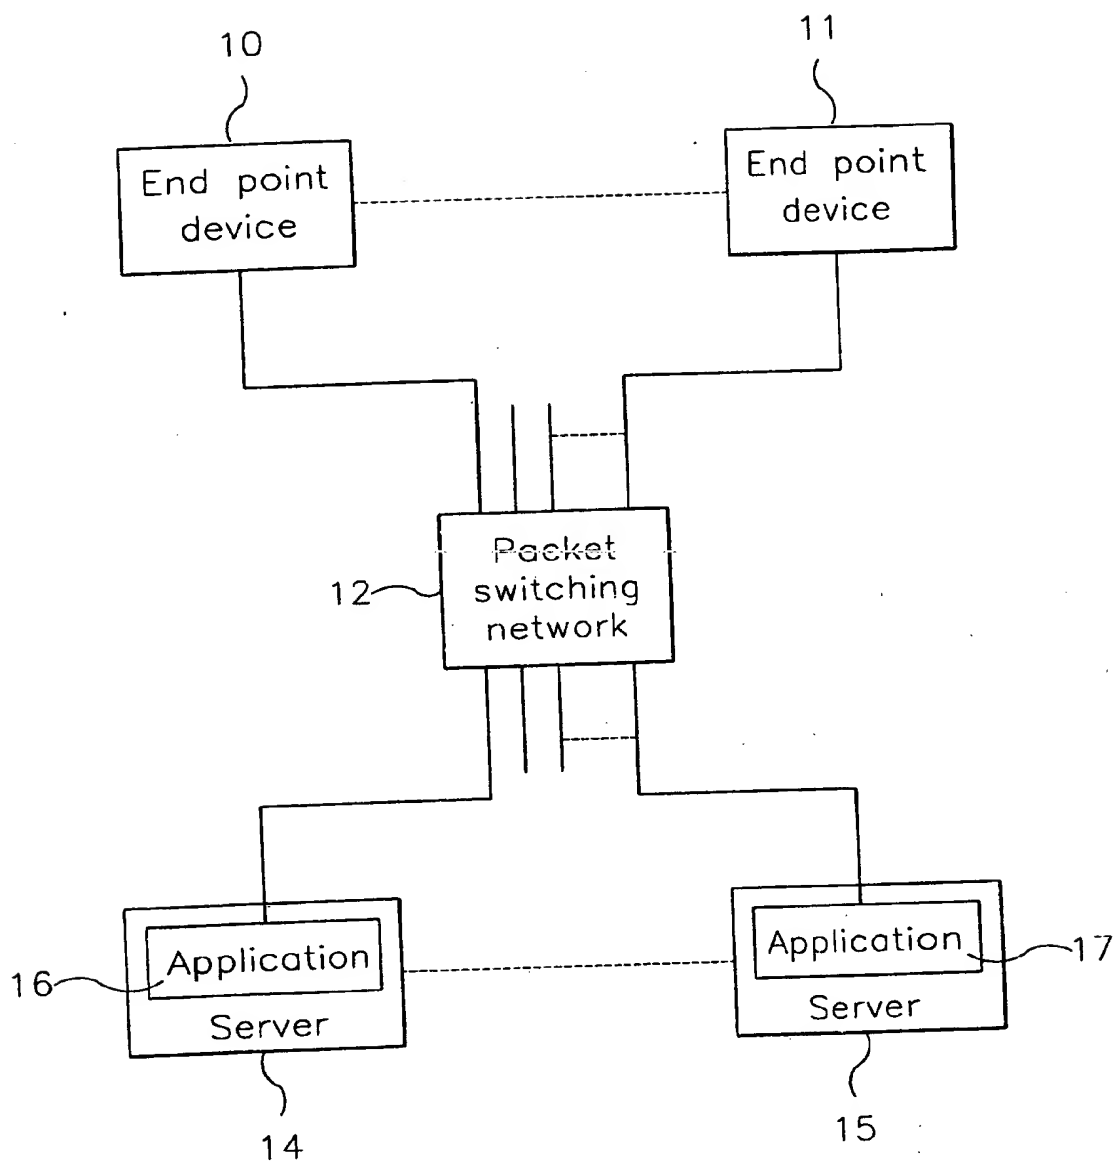 10
11
End point
device
End point
device
12
Packet
switching
network
Application
16
Server
Application
17
Server
14
15